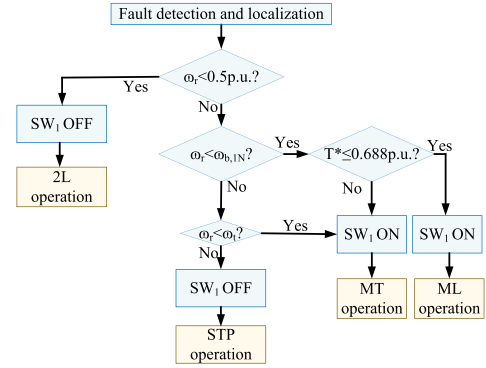 Fault detection and localization
ωr<0.5p.u.?
Yes
No
SW1 OFF
2L
operation
ωr<ωb,1N?
Yes
T*≤0.688p.u.?
Yes
No
No
ωr<ωt?
Yes
No
SW1 ON
SW1 ON
SW1 OFF
MT
operation
ML
operation
STP
operation